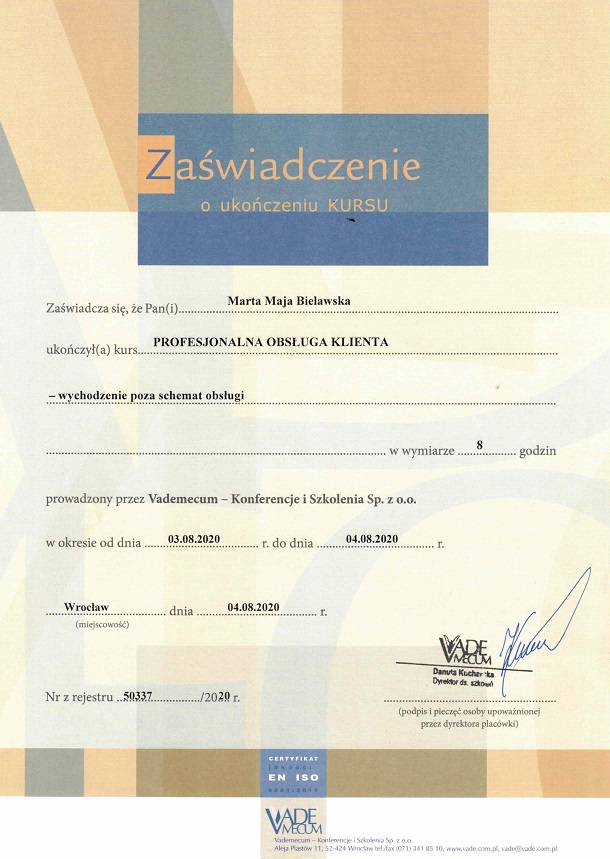 Zaświadczenie
o ukończeniu KURSU
Zaświadcza się, że Pan(i) Marta Maja Bielawska
ukończył(a) kurs PROFESJONALNA OBSŁUGA KLIENTA
– wychodzenie poza schemat obsługi
w wymiarze 8 godzin
prowadzony przez Vademecum – Konferencje i Szkolenia Sp. z o.o.
w okresie od dnia 03.08.2020 r. do dnia 04.08.2020 r.
Wrocław dnia 04.08.2020 r.
(miejscowość)
VADE
MECUM
Danuta
Dyrektor ds. szkoleń
Nr z rejestru 50337 /2020 r.
(podpis i pieczęć osoby upoważnionej
przez dyrektora placówki)
CERTYFIKAT
JAKOŚCI
EN ISO
VADE
MECUM
Vademecum – Konferencje i Szkolenia Sp. z o.o.
Aleja Piastów 11, 52-424 Wrocław tel./fax (071) 341 85 10, www.vade.com.pl, vade@vade.com.pl